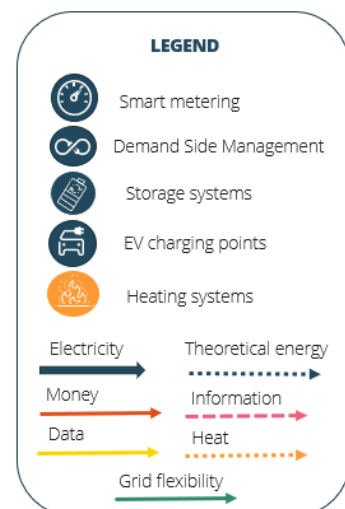 LEGEND
Smart metering
Demand Side Management
Storage systems
EV charging points
Heating systems
Electricity
Theoretical energy
Money
Information
Data
Heat
Grid flexibility